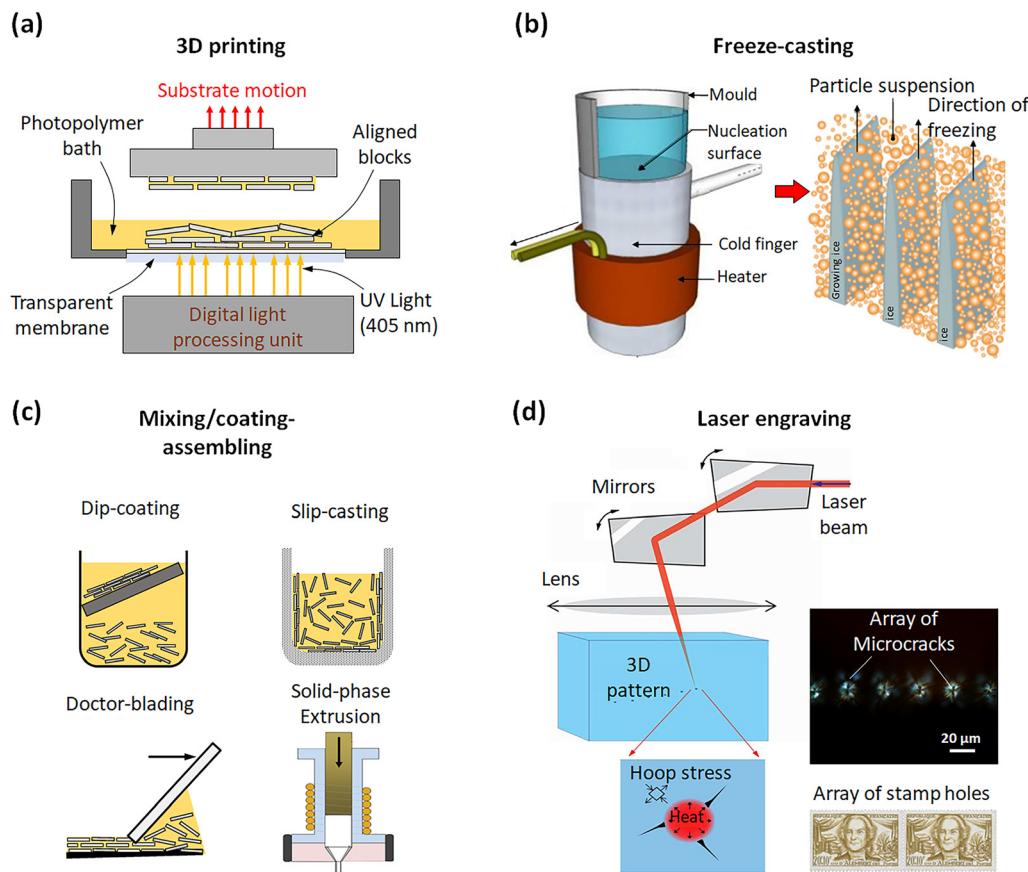 (a)
3D printing
Substrate motion
Photopolymer
bath
Aligned
blocks
Transparent
membrane
UV Light
(405 nm)
Digital light
processing unit
(b)
Freeze-casting
Mould
Nucleation
surface
Cold finger
Heater
Particle suspension
Direction of
freezing
Growing ice
ice
ice
(c)
Mixing/coating-
assembling
Dip-coating
Slip-casting
Doctor-blading
Solid-phase
Extrusion
(d)
Laser engraving
Mirrors
Laser
beam
Lens
3D
pattern
Hoop stress
Heat
Array of
Microcracks
20 µm
Array of stamp holes